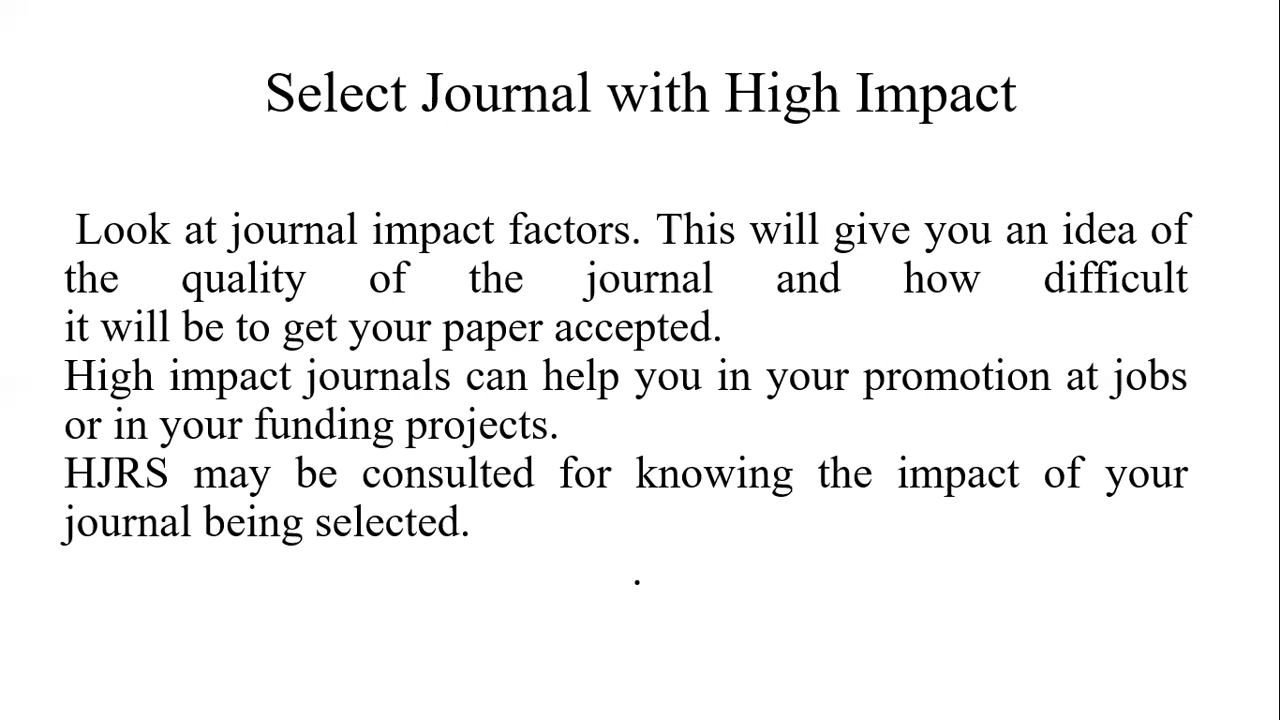 Select Journal with High Impact
Look at journal impact factors. This will give you an idea of
the quality of the journal and how difficult
it will be to get your paper accepted.
High impact journals can help you in your promotion at jobs
or in your funding projects.
HJRS may be consulted for knowing the impact of your
journal being selected.
.